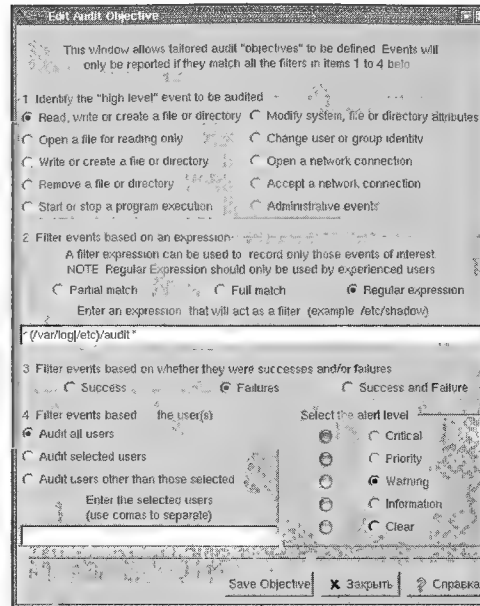 Edit Audit Objective
This window allows tailored audit "objectives" to be defined Events will
only be reported if they match all the filters in items 1 to 4 belo
1 Identify the "high level" event to be audited
Read, write or create a file or directory Modify system, file or directory attributes
Open a file for reading only Change user or group identity
Write or create a file or directory Open a network connection
Remove a file or directory Accept a network connection
Start or stop a program execution Administrative events
2 Filter events based on an expression
A filter expression can be used to record only those events of interest
NOTE Regular Expression should only be used by experienced users
Partial match Full match Regular expression
Enter an expression that will act as a filter (example /etc/shadow)
*(/var/log|/etc)/audit*
3 Filter events based on whether they were successes and/or failures
Success Failures Success and Failure
4 Filter events based the user(s) Select the alert level
Audit all users Critical
Audit selected users Priority
Audit users other than those selected Warning
Enter the selected users Information
(use comas to separate) Clear
Save Objective Закрыть Справка